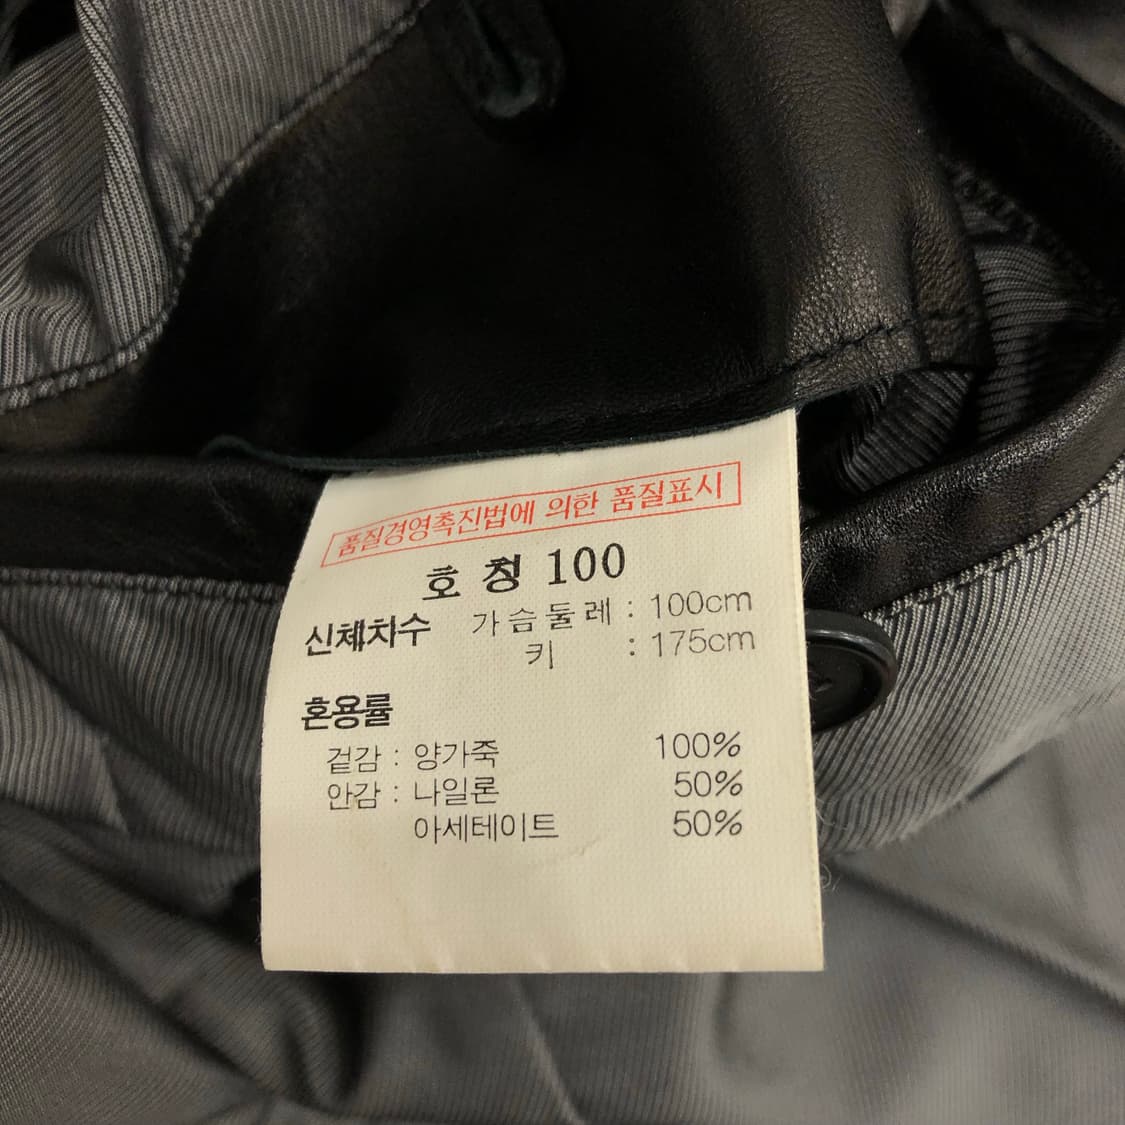 품질경영촉진법에 의한 품질표시
호 칭 100
신체차수 가슴둘레 : 100cm
키 : 175cm
혼용률
겉감 : 양가죽 100%
안감 : 나일론 50%
아세테이트 50%